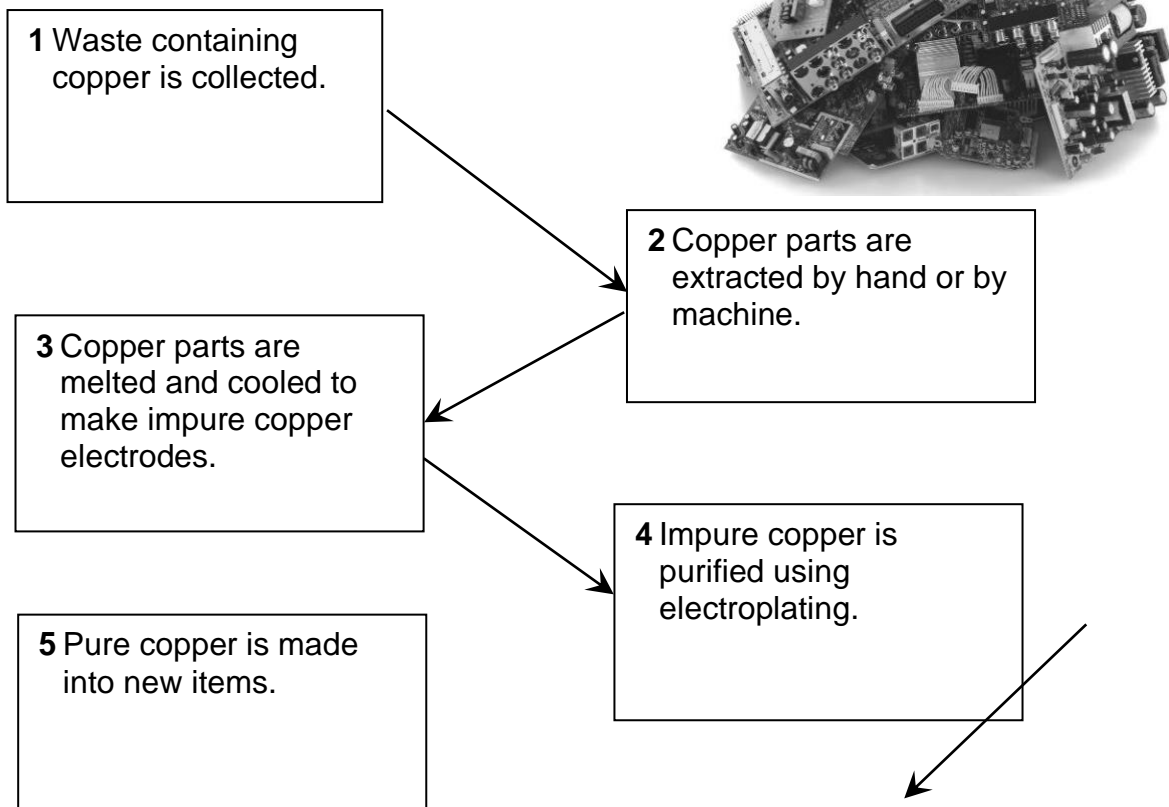 1 Waste containing
copper is collected.
2 Copper parts are
extracted by hand or by
machine.
3 Copper parts are
melted and cooled to
make impure copper
electrodes.
4 Impure copper is
purified using
electroplating.
5 Pure copper is made
into new items.